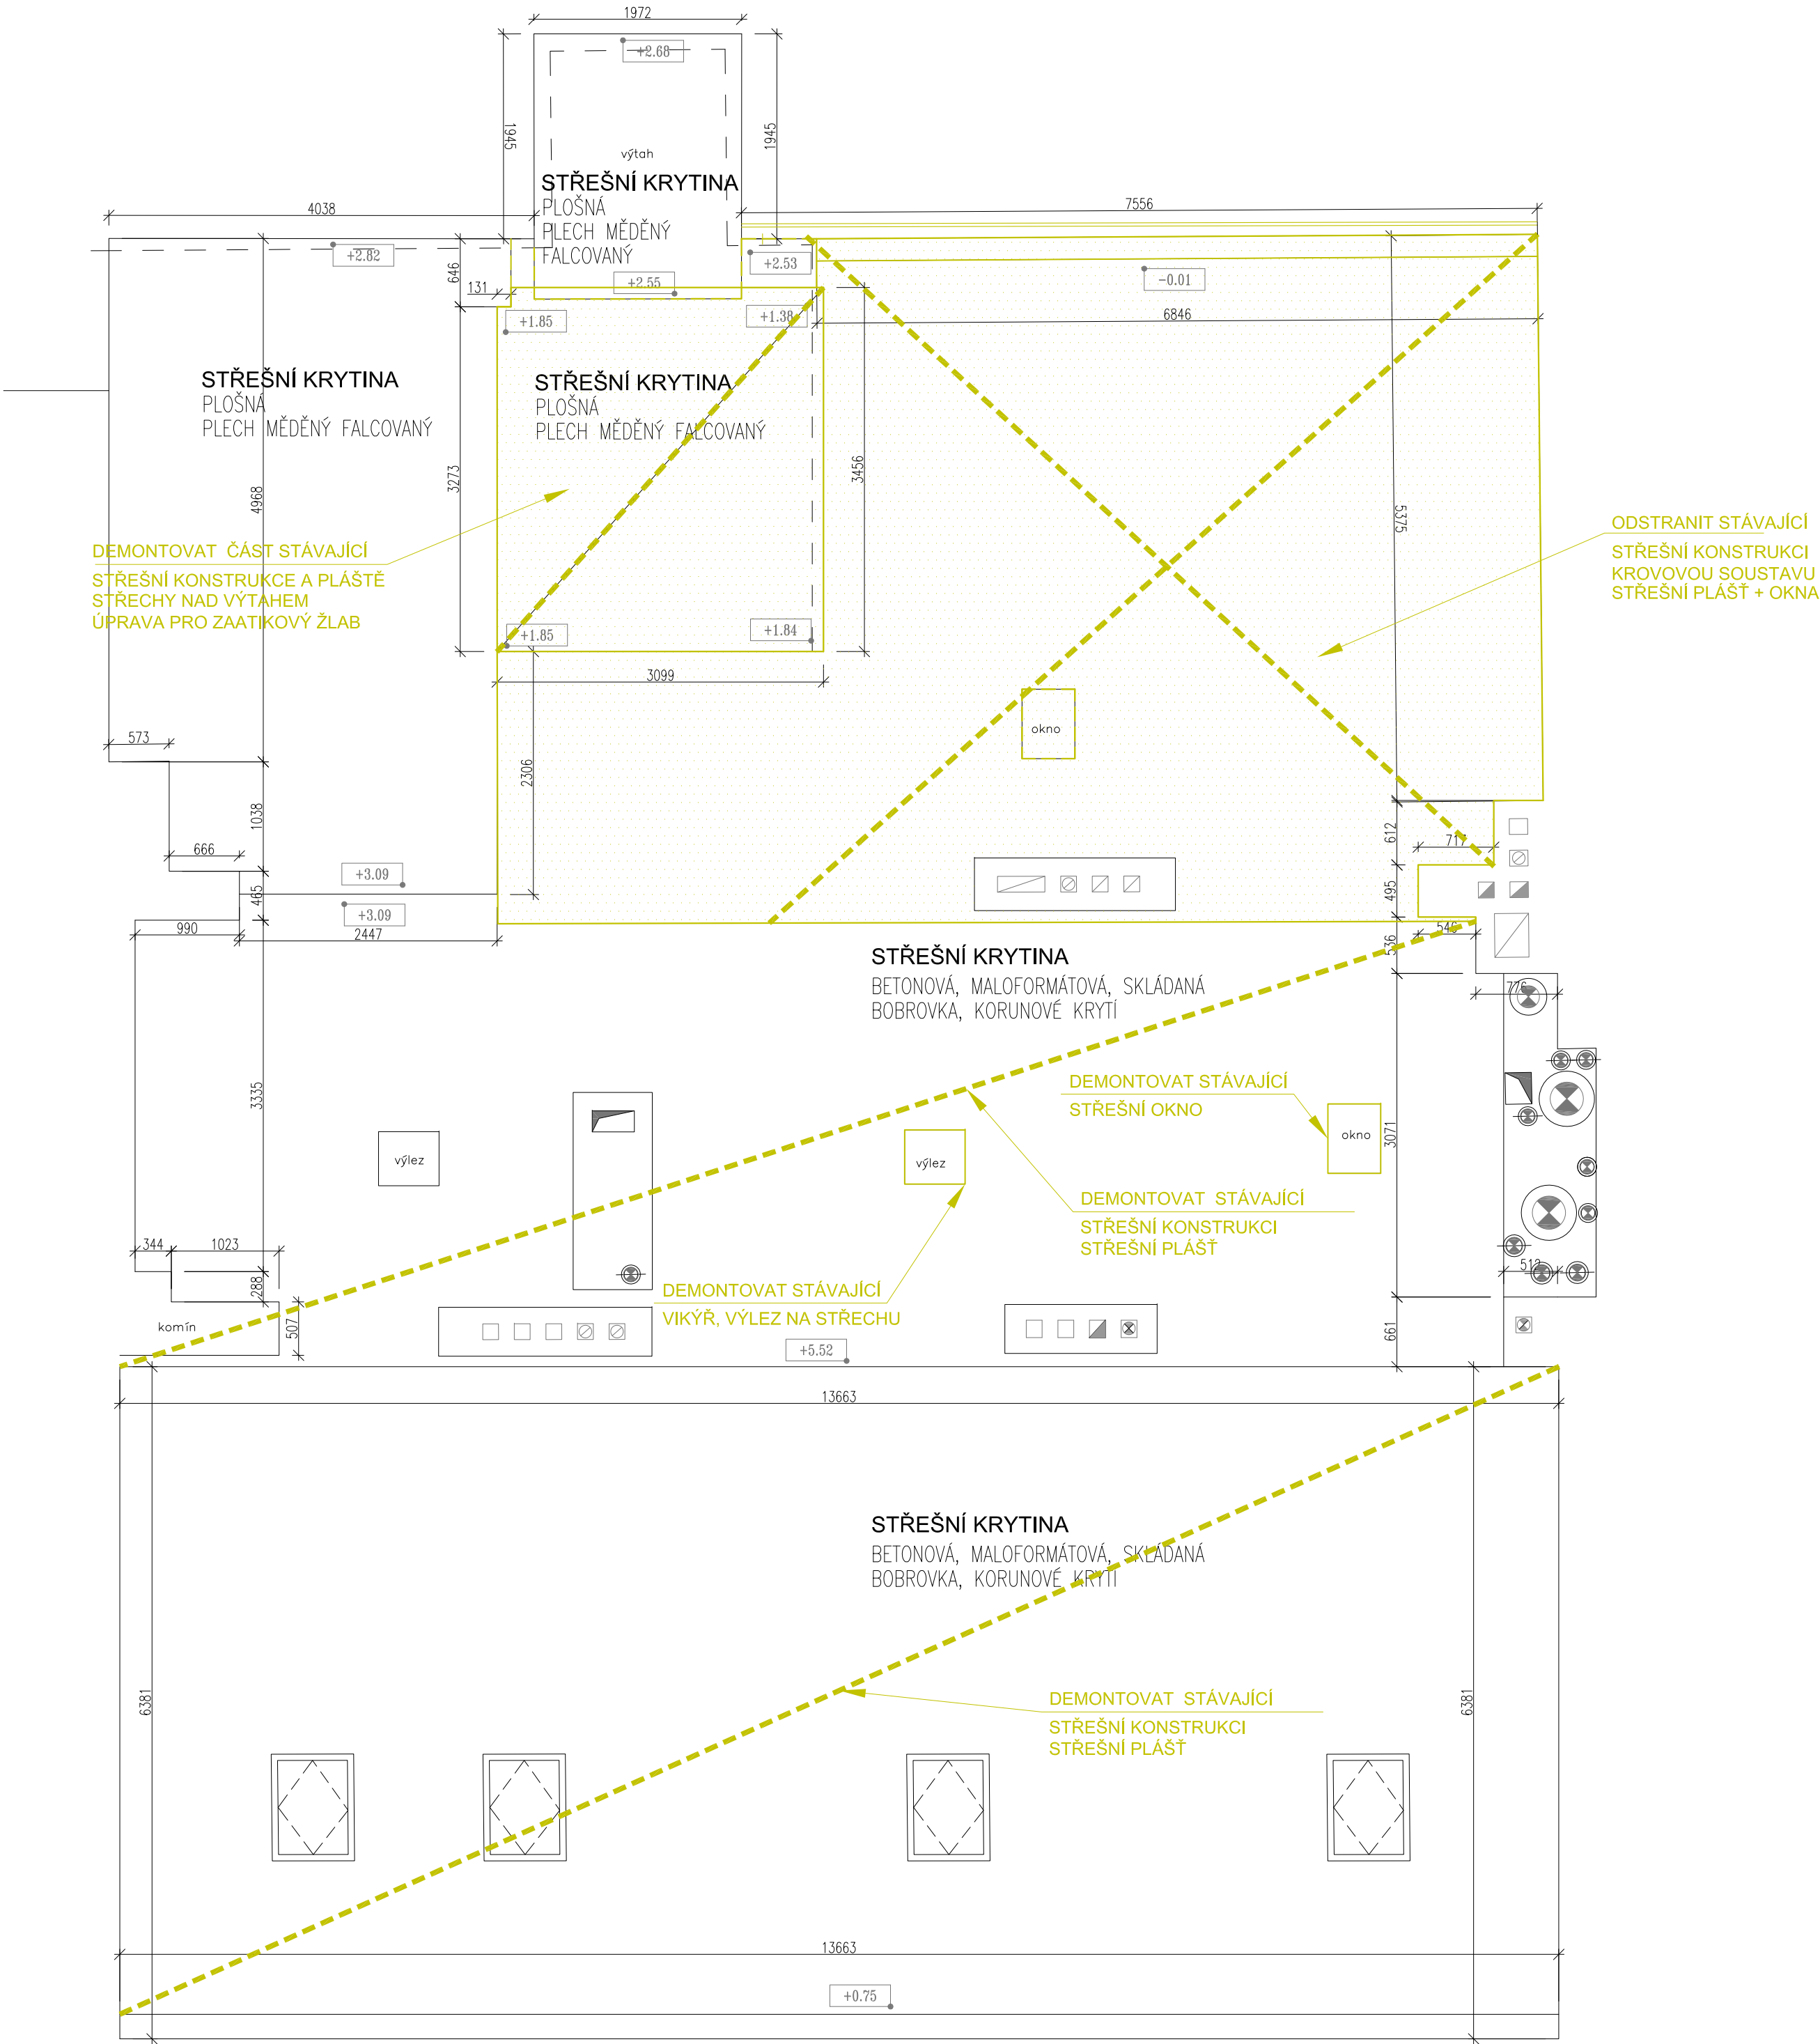 1972
+2.68
1945
1945
výtah
STŘEŠNÍ KRYTINA
PLOŠNÁ
PLECH MĚDĚNÝ
FALCOVANÝ
4038
7556
+2.82
646
+2.53
+2.55
-0.01
131
+1.85
+1.38
6846
STŘEŠNÍ KRYTINA
PLOŠNÁ
PLECH MĚDĚNÝ FALCOVANÝ
STŘEŠNÍ KRYTINA
PLOŠNÁ
PLECH MĚDĚNÝ FALCOVANÝ
3273
3456
4968
5375
DEMONTOVAT ČÁST STÁVAJÍCÍ
STŘEŠNÍ KONSTRUKCE A PLÁŠTĚ
STŘECHY NAD VÝTAHEM
ÚPRAVA PRO ZAATIKOVÝ ŽLAB
ODSTRANIT STÁVAJÍCÍ
STŘEŠNÍ KONSTRUKCI
KROVOVOU SOUSTAVU
STŘEŠNÍ PLÁŠŤ + OKNA
+1.85
+1.84
3099
573
okno
2306
1038
612
666
717
+3.09
465
495
+3.09
990
2447
546
536
STŘEŠNÍ KRYTINA
BETONOVÁ, MALOFORMÁTOVÁ, SKLÁDANÁ
BOBROVKA, KORUNOVÉ KRYTÍ
776
3335
DEMONTOVAT STÁVAJÍCÍ
STŘEŠNÍ OKNO
3071
okno
výlez
výlez
DEMONTOVAT STÁVAJÍCÍ
STŘEŠNÍ KONSTRUKCI
STŘEŠNÍ PLÁŠŤ
344
1023
512
288
DEMONTOVAT STÁVAJÍCÍ
VIKÝŘ, VÝLEZ NA STŘECHU
komín
507
661
+5.52
13663
STŘEŠNÍ KRYTINA
BETONOVÁ, MALOFORMÁTOVÁ, SKLÁDANÁ
BOBROVKA, KORUNOVÉ KRYTÍ
6381
6381
DEMONTOVAT STÁVAJÍCÍ
STŘEŠNÍ KONSTRUKCI
STŘEŠNÍ PLÁŠŤ
13663
+0.75